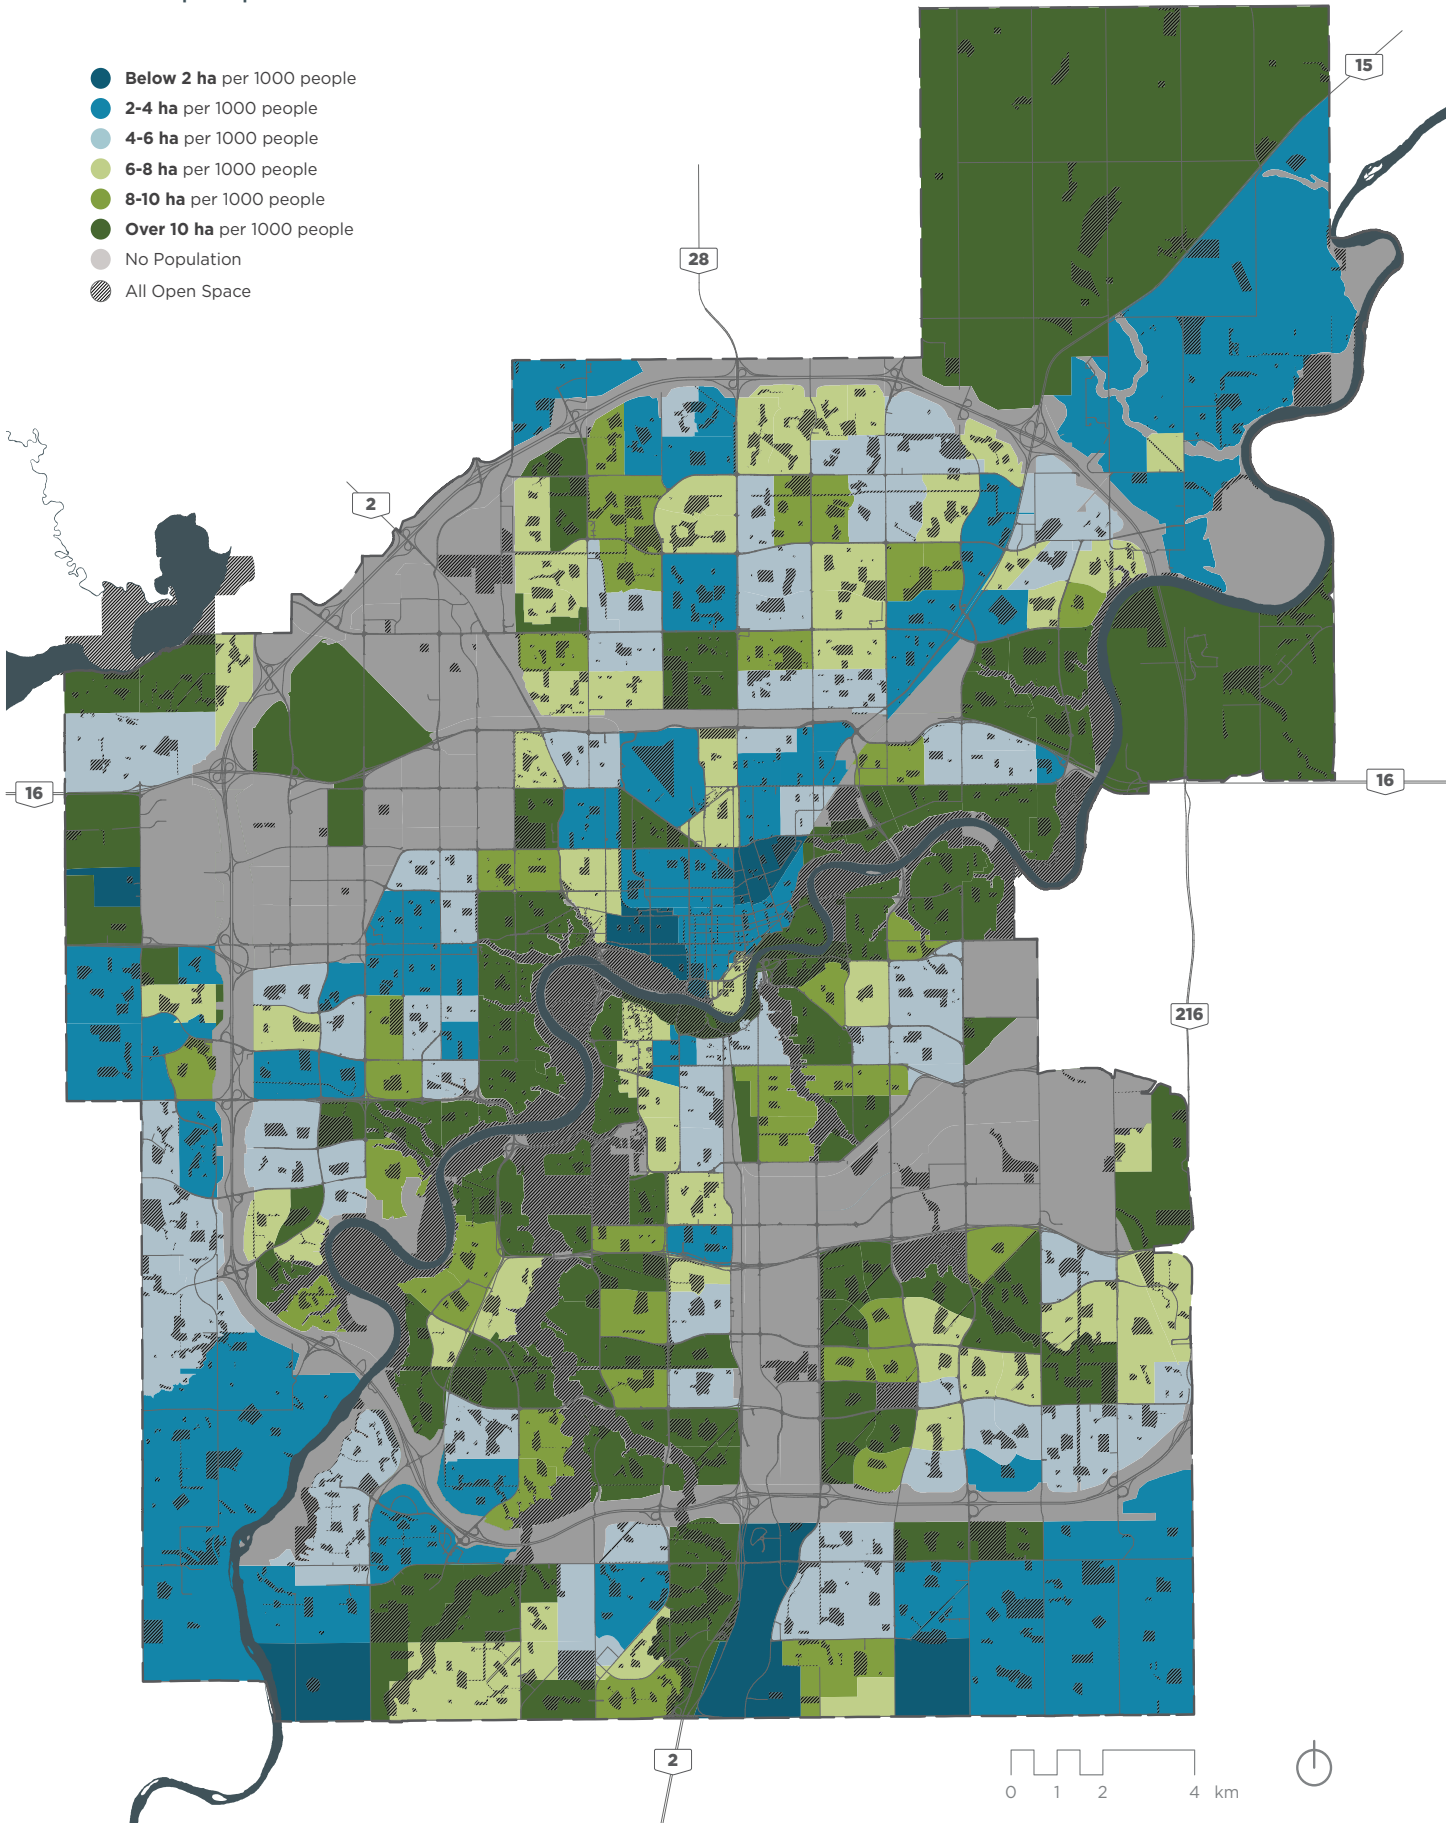 Below 2 ha per 1000 people
2-4 ha per 1000 people
4-6 ha per 1000 people
6-8 ha per 1000 people
8-10 ha per 1000 people
Over 10 ha per 1000 people
No Population
All Open Space
15
28
2
16
16
216
2
0 1 2 4 km